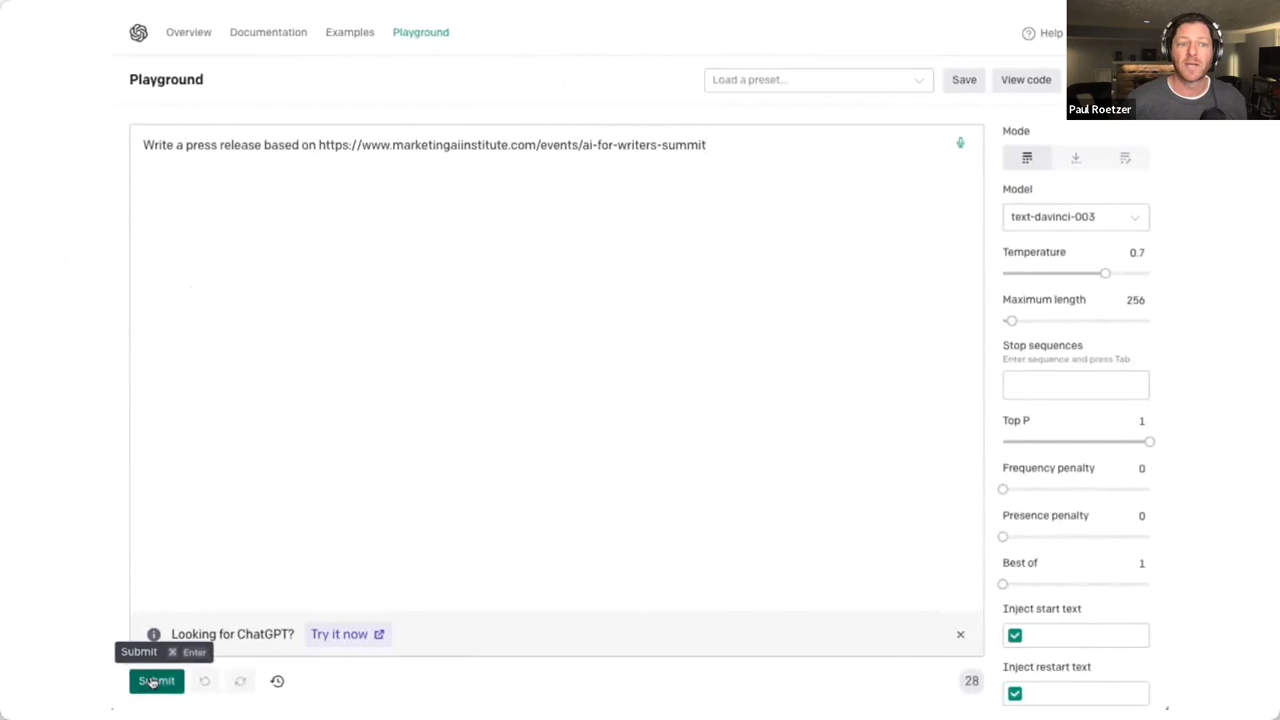 Overview Documentation Examples Playground
Help
Playground
Load a preset...
Save
View code
Paul Roetzer
Write a press release based on https://www.marketingaiinstitute.com/events/ai-for-writers-summit
Mode
Model
text-davinci-003
Temperature 0.7
Maximum length 256
Stop sequences
Enter sequence and press Tab
Top P 1
Frequency penalty 0
Presence penalty 0
Best of 1
Inject start text
Inject restart text
Looking for ChatGPT? Try it now
Submit ⌘ Enter
Submit
28